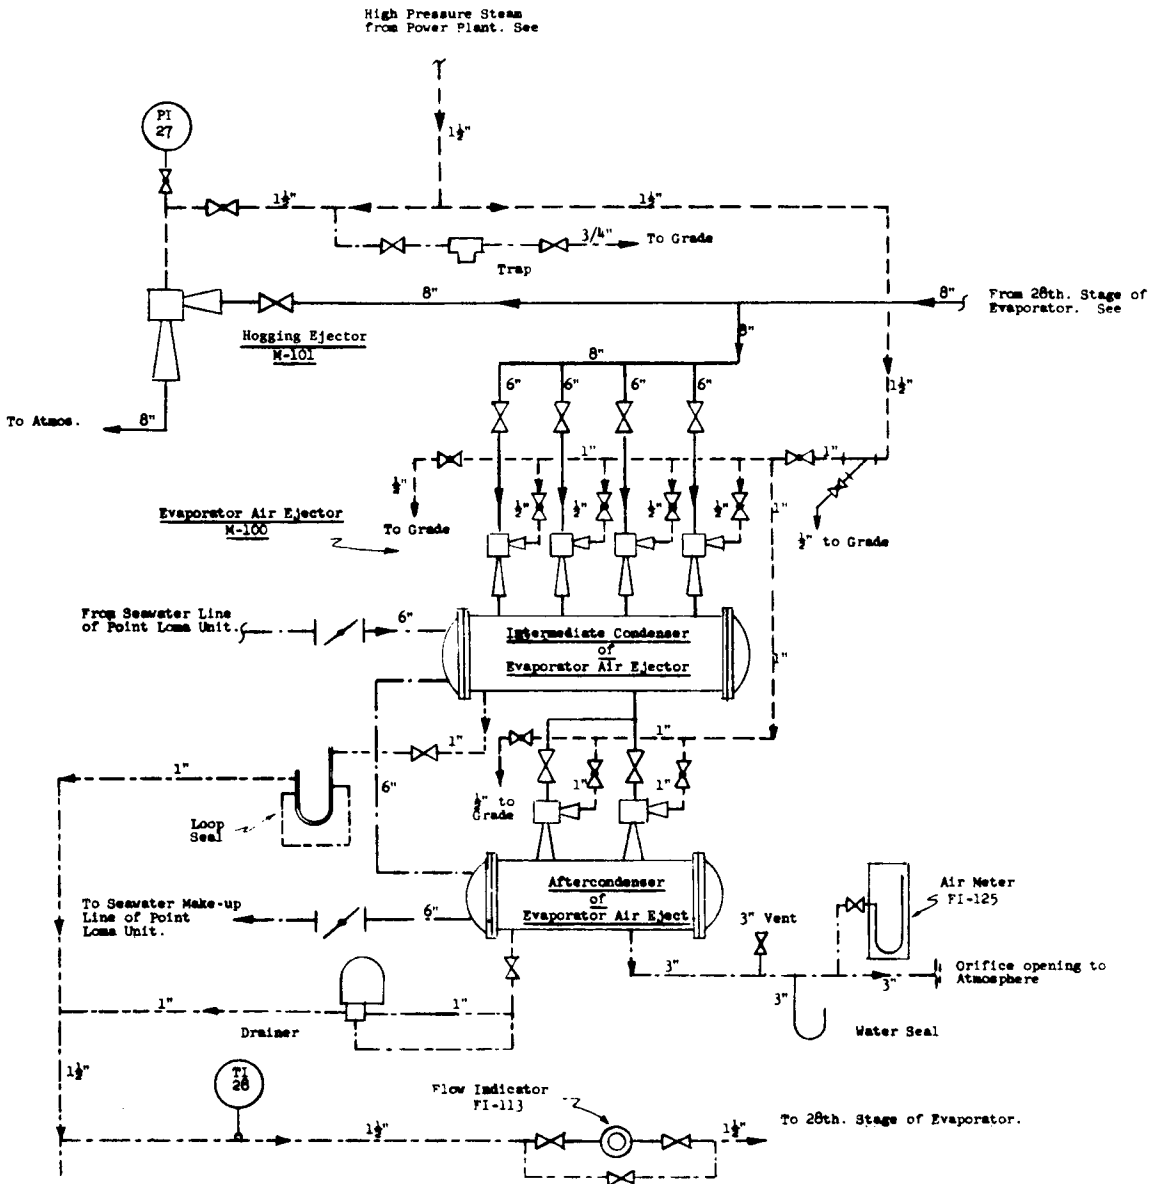 High Pressure Steam
from Power Plant. See
1½"
PI
27
1½"
1½"
3/4"
To Grade
Trap
8"
8"
From 28th. Stage of
Evaporator. See
Hogging Ejector
M-101
8"
8"
To Atmos.
8"
6"
6"
6"
6"
1½"
1"
1"
½"
½"
½"
½"
½"
To Grade
1"
½" to Grade
Evaporator Air Ejector
M-100
From Seawater Line
of Point Loma Unit.
6"
Intermediate Condenser
of
Evaporator Air Ejector
1"
1"
1"
1"
6"
1"
1"
½" to
Grade
Loop
Seal
Aftercondenser
of
Evaporator Air Eject
To Seawater Make-up
Line of Point
Loma Unit.
6"
Air Meter
FI-125
3" Vent
3"
3"
3"
Orifice opening to
Atmosphere
Water Seal
1"
1"
Drainer
1½"
TI
28
Flow Indicator
FI-113
1½"
1½"
To 28th. Stage of Evaporator.